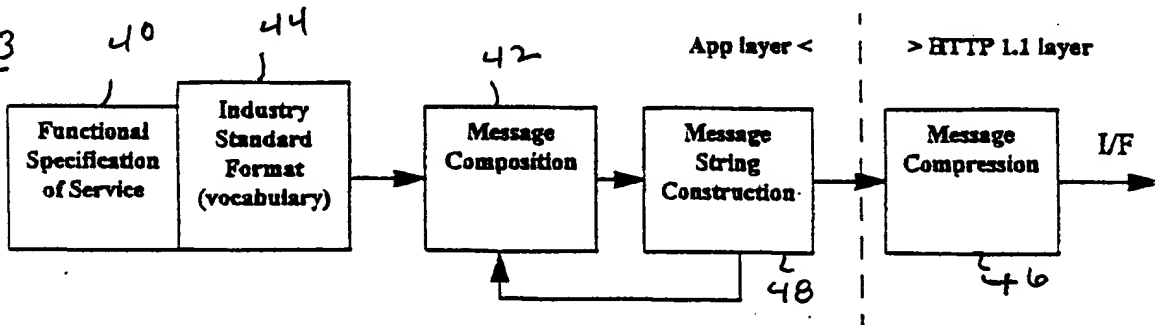 3
40
44
42
App layer <
> HTTP 1.1 layer
Functional
Specification
of Service
Industry
Standard
Format
(vocabulary)
Message
Composition
Message
String
Construction
Message
Compression
I/F
48
46